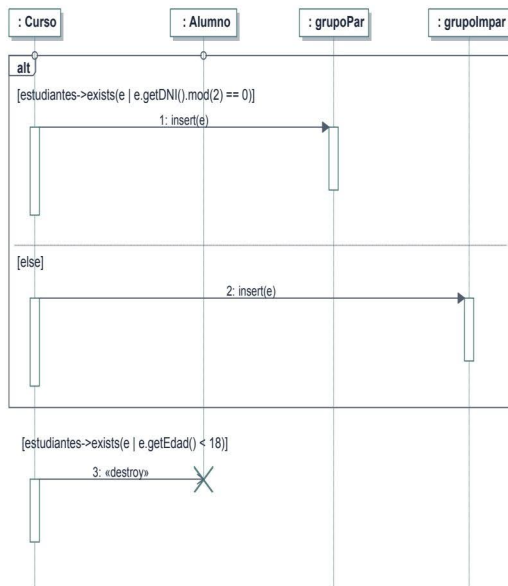 : Curso
: Alumno
: grupoPar
: grupoImpar
alt
[estudiantes->exists(e | e.getDNI().mod(2) == 0)]
1: insert(e)
[else]
2: insert(e)
[estudiantes->exists(e | e.getEdad() < 18)]
3: «destroy»